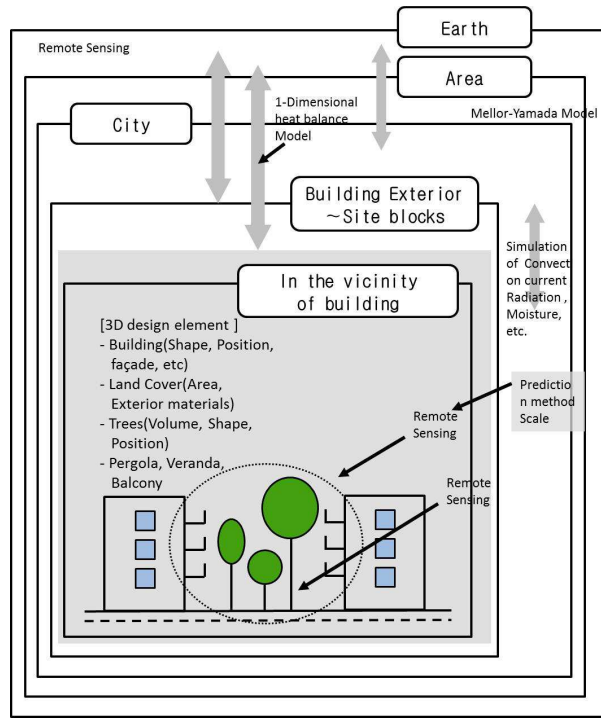 Earth
Remote Sensing
Area
Mellor-Yamada Model
1-Dimensional
heat balance
Model
City
Building Exterior
~Site blocks
Simulation
of Convect
on current
Radiation ,
Moisture,
etc.
In the vicinity
of building
[3D design element ]
- Building(Shape, Position,
façade, etc)
- Land Cover(Area,
Exterior materials)
- Trees(Volume, Shape,
Position)
- Pergola, Veranda,
Balcony
Predictio
n method
Scale
Remote
Sensing
Remote
Sensing